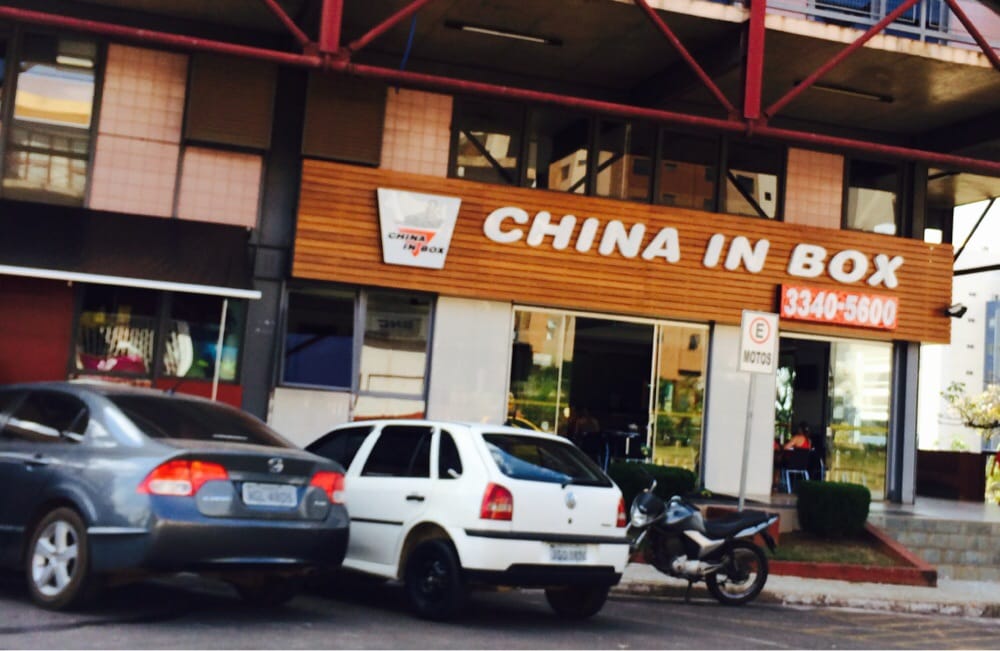 CHINA
IN BOX
CHINA IN BOX
3340-5600
E
MOTOS